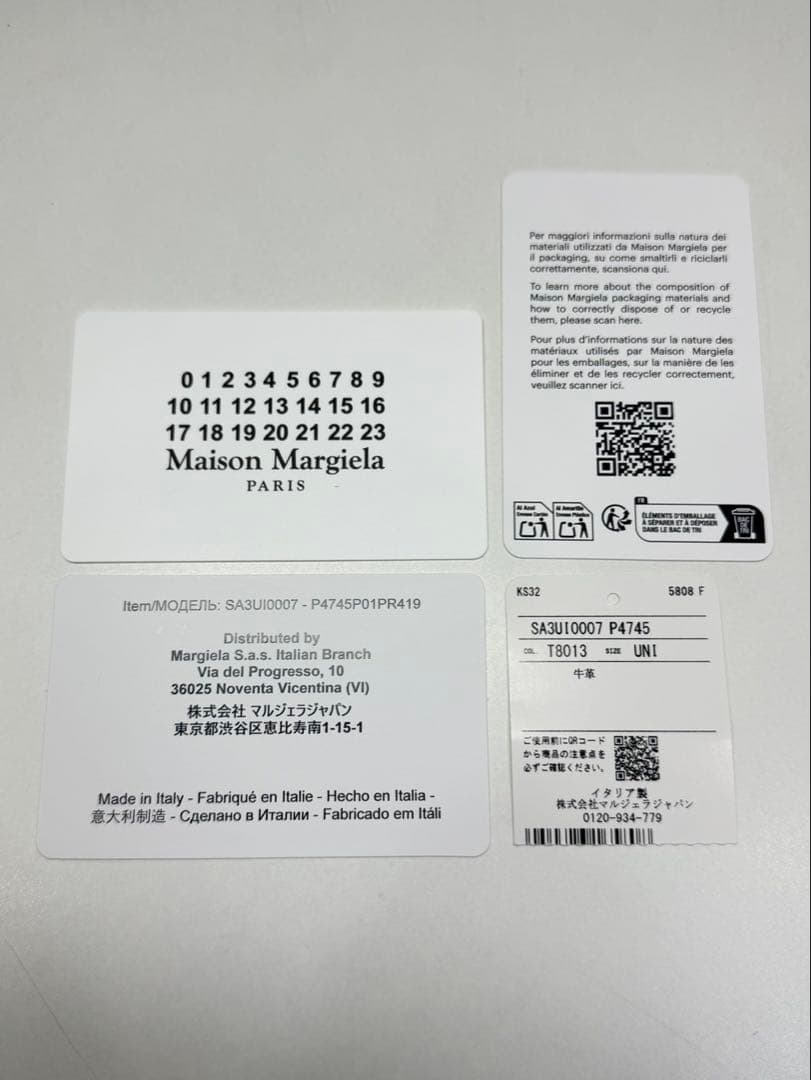 0 1 2 3 4 5 6 7 8 9
10 11 12 13 14 15 16
17 18 19 20 21 22 23
Maison Margiela
PARIS
Per maggiori informazioni sulla natura dei
materiali utilizzati da Maison Margiela per
il packaging, su come smaltirli e riciclarli
correttamente, scansiona qui.
To learn more about the composition of
Maison Margiela packaging materials and
how to correctly dispose of or recycle
them, please scan here.
Pour plus d'informations sur la nature des
matériaux utilisés par Maison Margiela
pour les emballages, sur la manière de les
éliminer et de les recycler correctement,
veuillez scanner ici.
Al Azul
Envase Cartón
Al Amarillo
Envase Plástico
FR
ÉLÉMENTS D'EMBALLAGE
À SÉPARER ET À DÉPOSER
DANS LE BAC DE TRI
BAC
DE
TRI
Item/МОДЕЛЬ: SA3UI0007 - P4745P01PR419
Distributed by
Margiela S.a.s. Italian Branch
Via del Progresso, 10
36025 Noventa Vicentina (VI)
株式会社 マルジェラジャパン
東京都渋谷区恵比寿南1-15-1
Made in Italy - Fabriqué en Italie - Hecho en Italia -
意大利制造 - Сделано в Италии - Fabricado em Itáli
KS32 5808 F
SA3UI0007 P4745
COL. T8013 SIZE UNI
牛革
ご使用前にQRコード
から商品の注意点を
必ずご確認ください。
イタリア製
株式会社マルジェラジャパン
0120-934-779